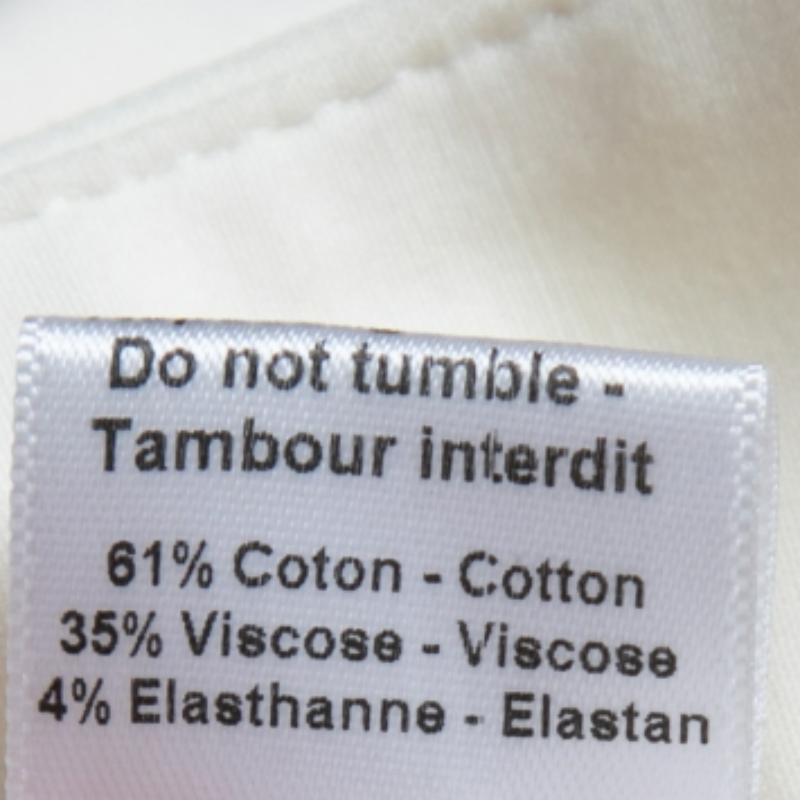 Do not tumble -
Tambour interdit
61% Coton - Cotton
35% Viscose - Viscose
4% Elasthanne - Elastan